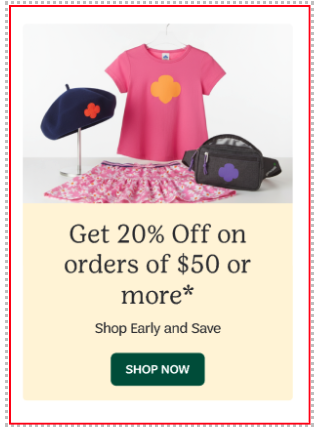 Get 20% Off on
orders of $50 or
more*
Shop Early and Save
SHOP NOW